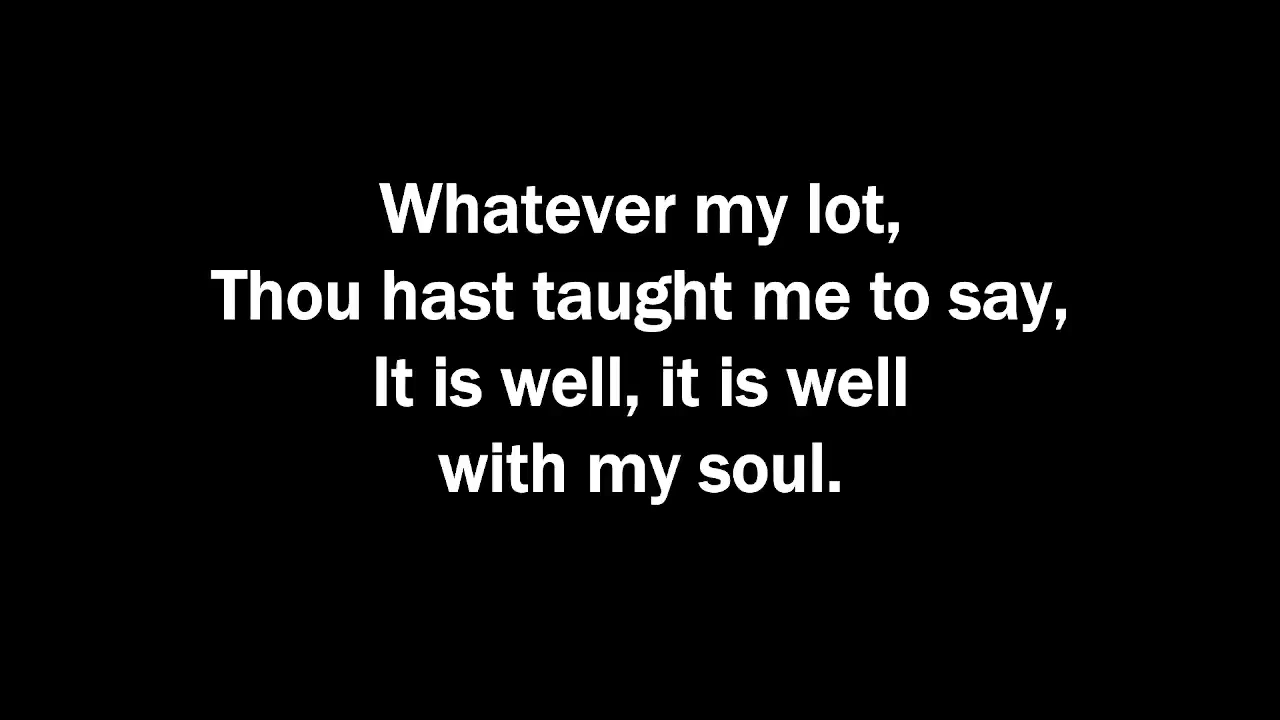 Whatever my lot,
Thou hast taught me to say,
It is well, it is well
with my soul.